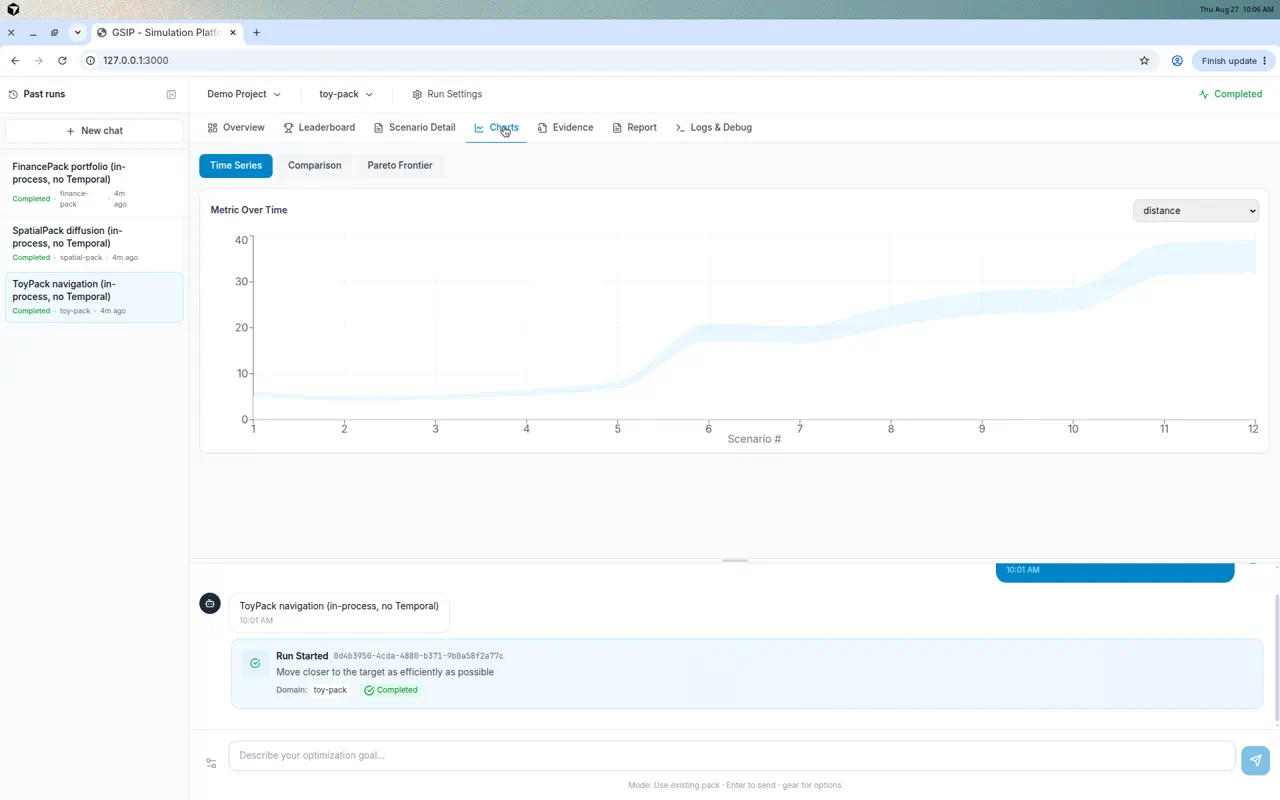 Thu Aug 27 10:06 AM
GSIP - Simulation Platfo
127.0.0.1:3000
Finish update
Past runs
Demo Project
toy-pack
Run Settings
Completed
New chat
Overview
Leaderboard
Scenario Detail
Charts
Evidence
Report
Logs & Debug
FinancePack portfolio (in-
process, no Temporal)
Completed · finance-
pack · 4m
ago
SpatialPack diffusion (in-
process, no Temporal)
Completed · spatial-pack · 4m ago
ToyPack navigation (in-
process, no Temporal)
Completed · toy-pack · 4m ago
Time Series
Comparison
Pareto Frontier
Metric Over Time
distance
40
30
20
10
0
1 2 3 4 5 6 7 8 9 10 11 12
Scenario #
10:01 AM
ToyPack navigation (in-process, no Temporal)
10:01 AM
Run Started 0d4b3950-4cda-4880-b371-9b0a58f2a77c
Move closer to the target as efficiently as possible
Domain: toy-pack Completed
Describe your optimization goal...
Mode: Use existing pack · Enter to send · gear for options